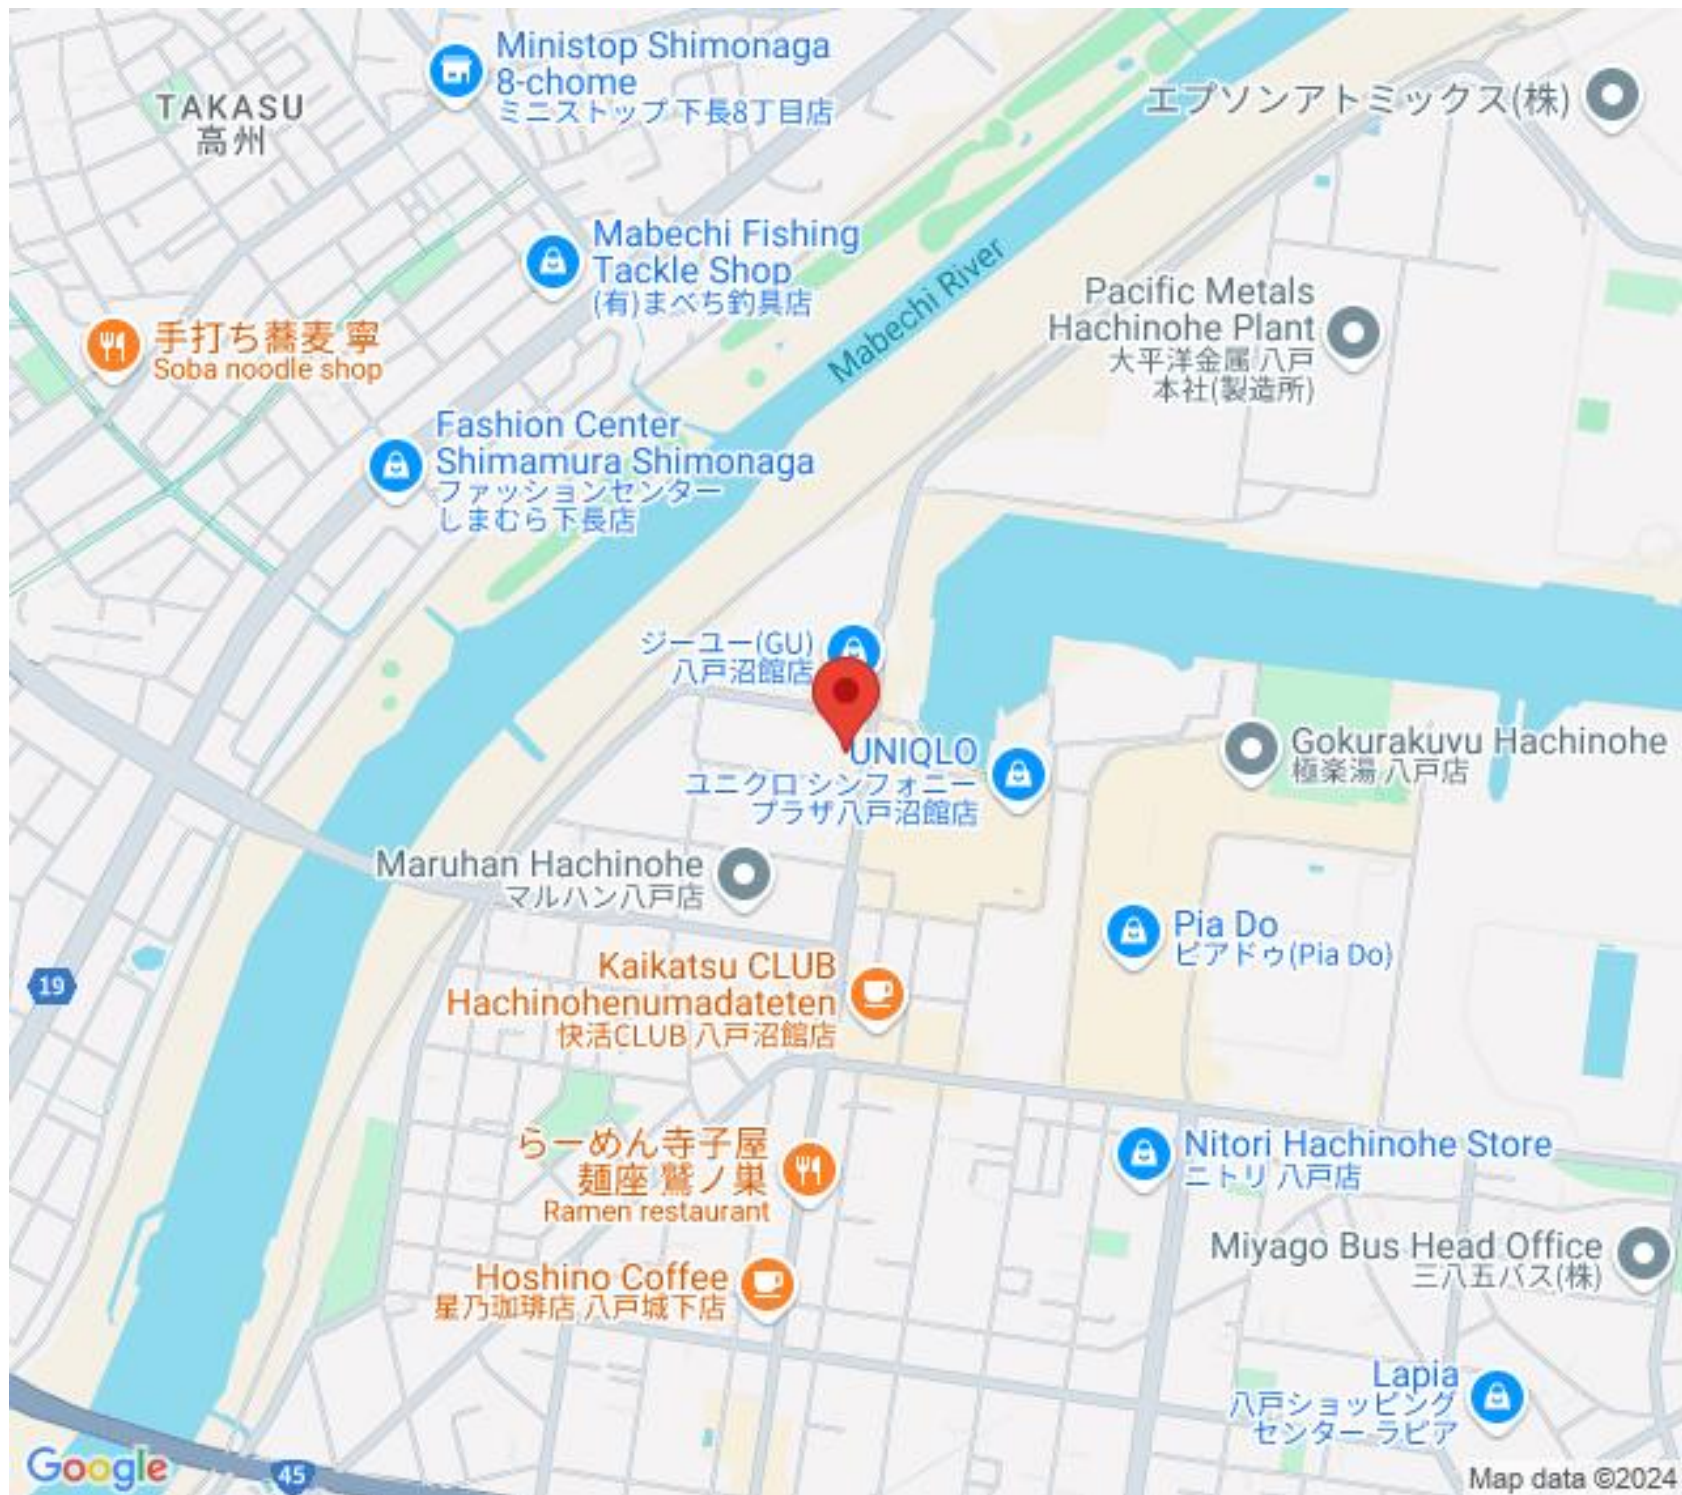 Ministop Shimonaga
8-chome
ミニストップ 下長8丁目店
TAKASU
高州
エプソンアトミックス(株)
Mabechi Fishing
Tackle Shop
(有)まべち釣具店
Mabechi River
Pacific Metals
Hachinohe Plant
大平洋金属 八戸
本社(製造所)
手打ち蕎麦 寧
Soba noodle shop
Fashion Center
Shimamura Shimonaga
ファッションセンター
しまむら下長店
ジーユー(GU)
八戸沼館店
UNIQLO
ユニクロ シンフォニー
プラザ八戸沼館店
Gokurakuyu Hachinohe
極楽湯 八戸店
Maruhan Hachinohe
マルハン八戸店
Pia Do
ピアドゥ(Pia Do)
Kaikatsu CLUB
Hachinohenumadateten
快活CLUB 八戸沼館店
19
らーめん寺子屋
麺座 鷲ノ巣
Ramen restaurant
Nitori Hachinohe Store
ニトリ 八戸店
Miyago Bus Head Office
三八五バス(株)
Hoshino Coffee
星乃珈琲店 八戸城下店
Lapia
八戸ショッピング
センター ラピア
Google
45
Map data ©2024